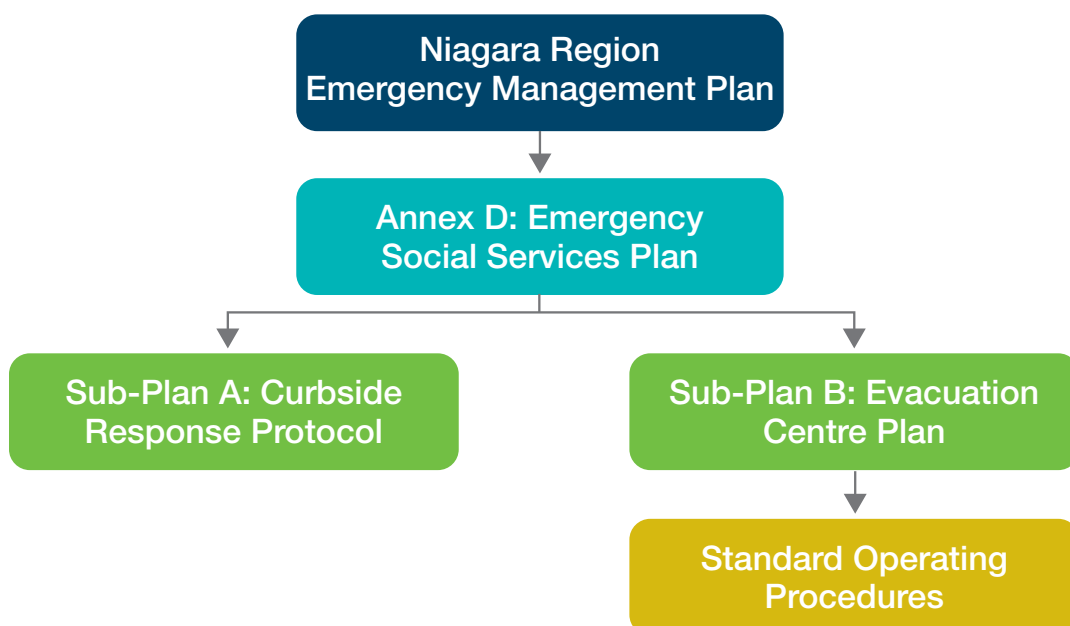 Niagara Region
Emergency Management Plan
Annex D: Emergency
Social Services Plan
Sub-Plan A: Curbside
Response Protocol
Sub-Plan B: Evacuation
Centre Plan
Standard Operating
Procedures